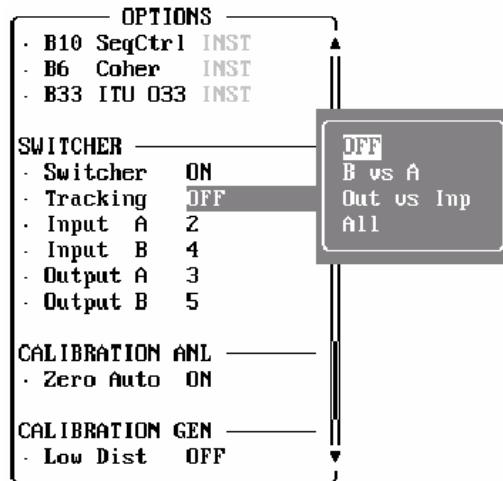 OPTIONS
· B10 SeqCtrl INST
· B6 Coher INST
· B33 ITU O33 INST
SWITCHER
· Switcher ON
· Tracking OFF
· Input A 2
· Input B 4
· Output A 3
· Output B 5
CALIBRATION ANL
· Zero Auto ON
CALIBRATION GEN
· Low Dist OFF
OFF
B vs A
Out vs Inp
All